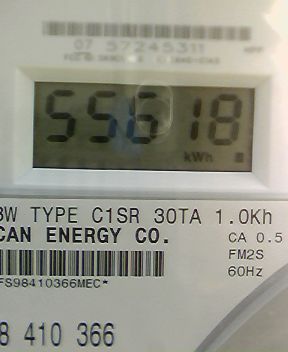 07 57245311
55618
kWh
3W TYPE C1SR 30TA 1.0Kh
CAN ENERGY CO.
CA 0.5
FM2S
60Hz
FS98410366MEC*
8 410 366